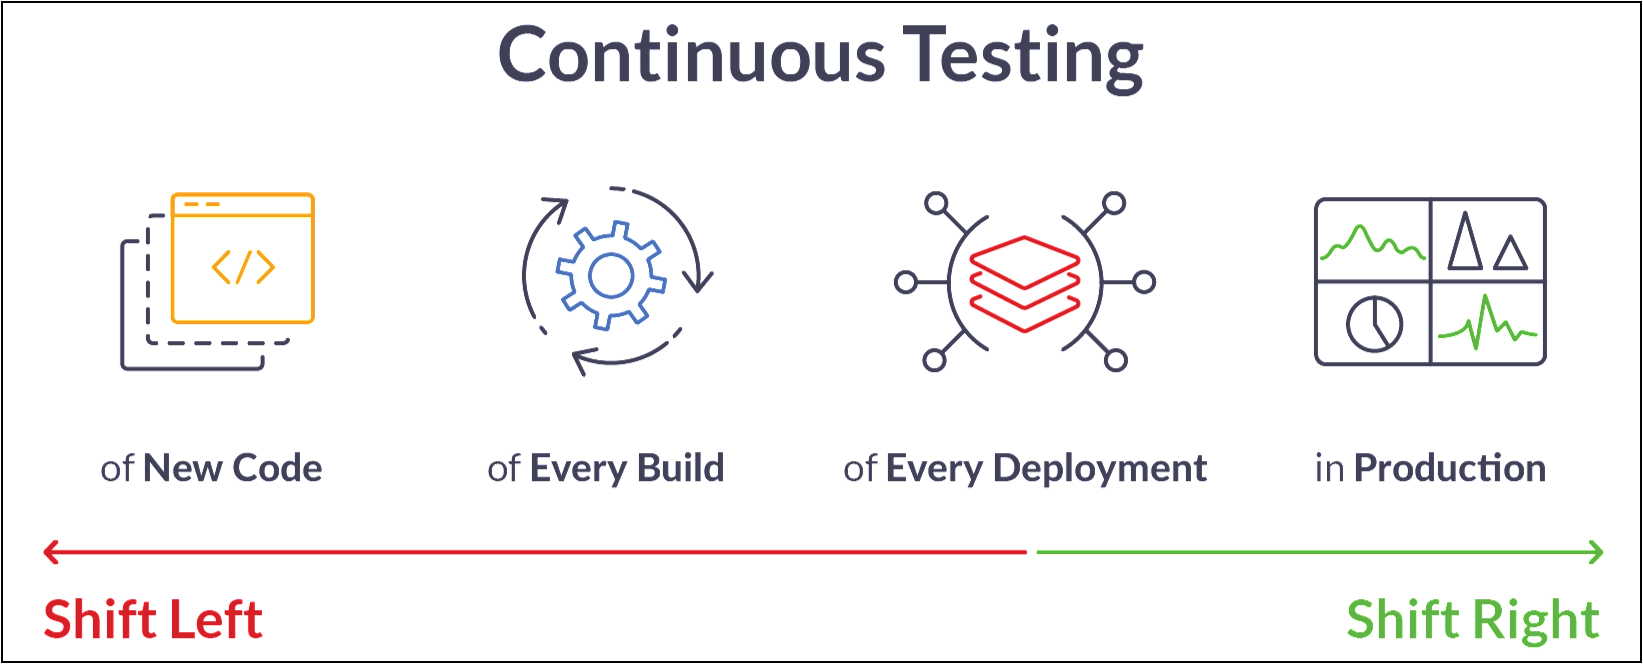 Continuous Testing
</>
of New Code
of Every Build
of Every Deployment
in Production
Shift Left
Shift Right